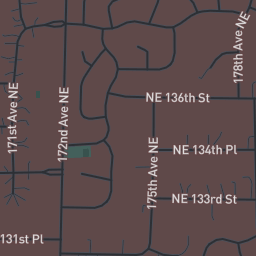 178th Ave NE
NE 136th St
171st Ave NE
172nd Ave NE
175th Ave NE
NE 134th Pl
NE 133rd St
131st Pl